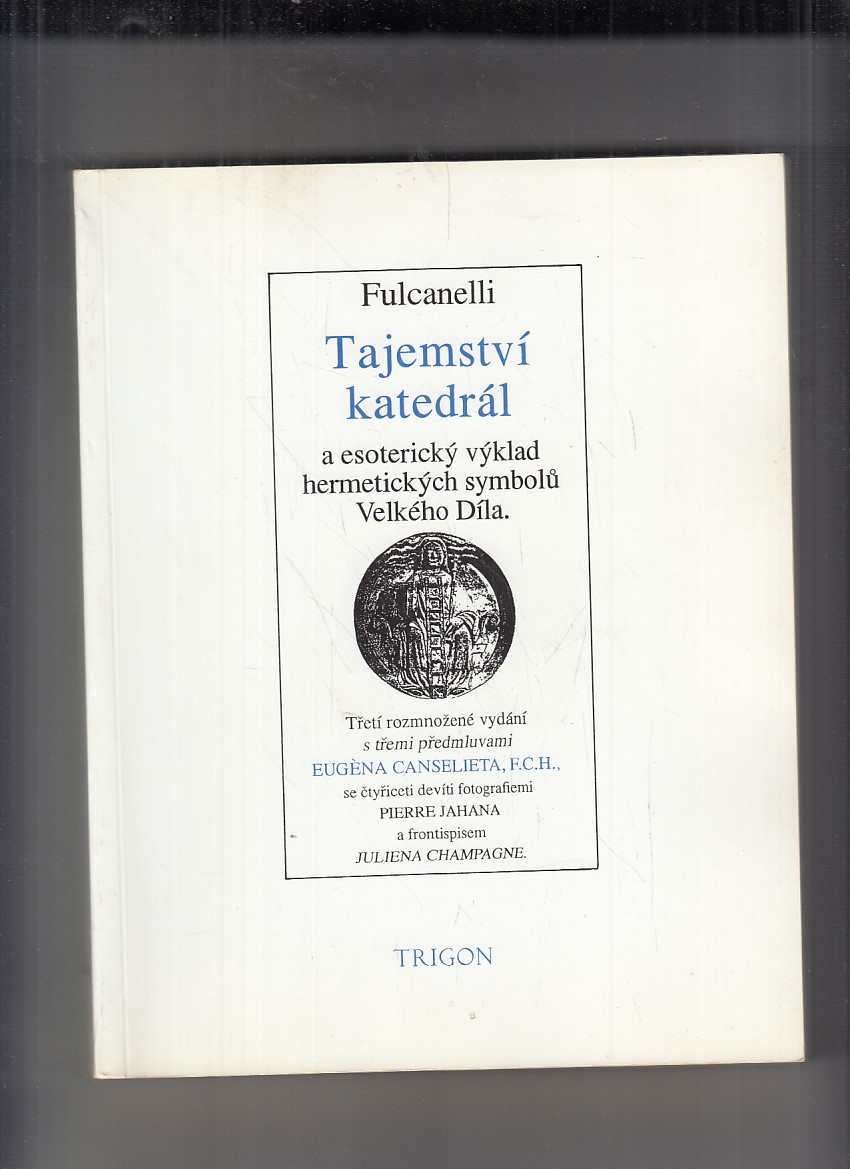 Fulcanelli
Tajemství
katedrál
a esoterický výklad
hermetických symbolů
Velkého Díla.
Třetí rozmnožené vydání
s třemi předmluvami
EUGÈNA CANSELIETA, F.C.H.,
se čtyřiceti devíti fotografiemi
PIERRE JAHANA
a frontispisem
JULIENA CHAMPAGNE.
TRIGON